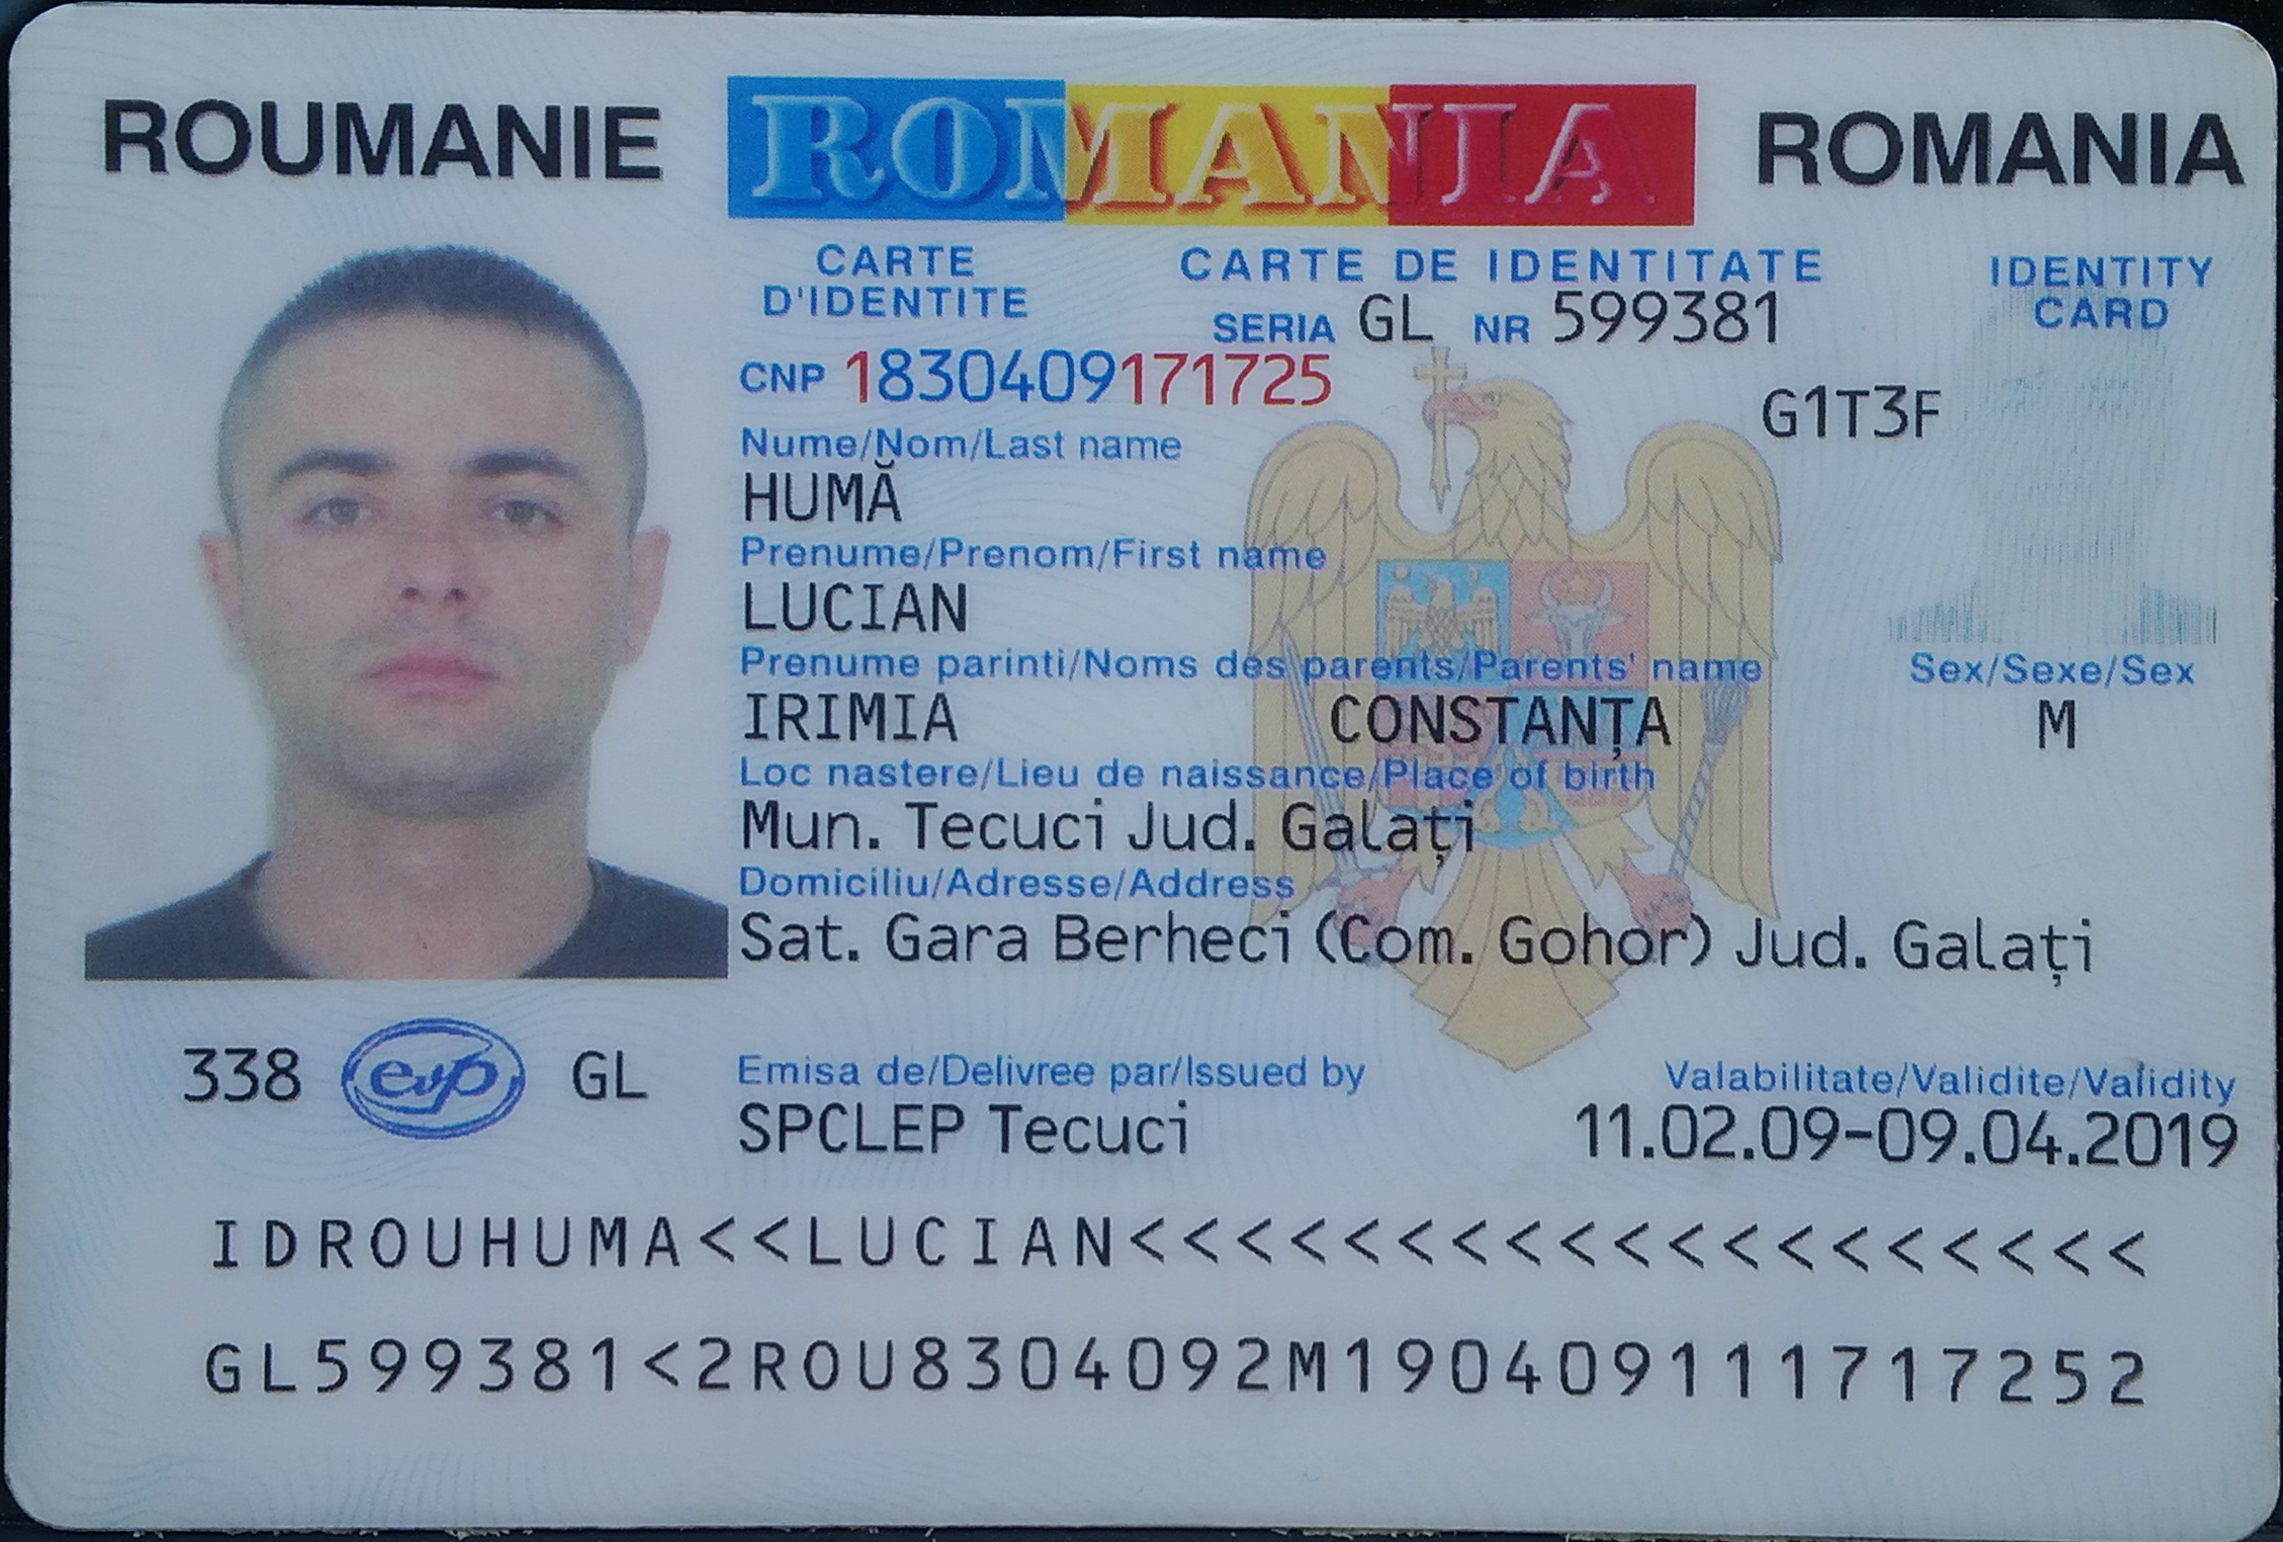 ROUMANIE ROMANIA ROMANIA
CARTE D'IDENTITE
CARTE DE IDENTITATE
IDENTITY CARD
SERIA GL NR 599381
CNP 1830409171725
G1T3F
Nume/Nom/Last name
HUMĂ
Prenume/Prenom/First name
LUCIAN
Prenume parinti/Noms des parents/Parents' name
IRIMIA CONSTANȚA
Sex/Sexe/Sex
M
Loc nastere/Lieu de naissance/Place of birth
Mun. Tecuci Jud. Galați
Domiciliu/Adresse/Address
Sat. Gara Berheci (Com. Gohor) Jud. Galați
338 evp GL
Emisa de/Delivree par/Issued by
SPCLEP Tecuci
Valabilitate/Validite/Validity
11.02.09-09.04.2019
IDROUHUMA<<LUCIAN<<<<<<<<<<<<<<<<<<<
GL599381<2ROU8304092M190409111717252